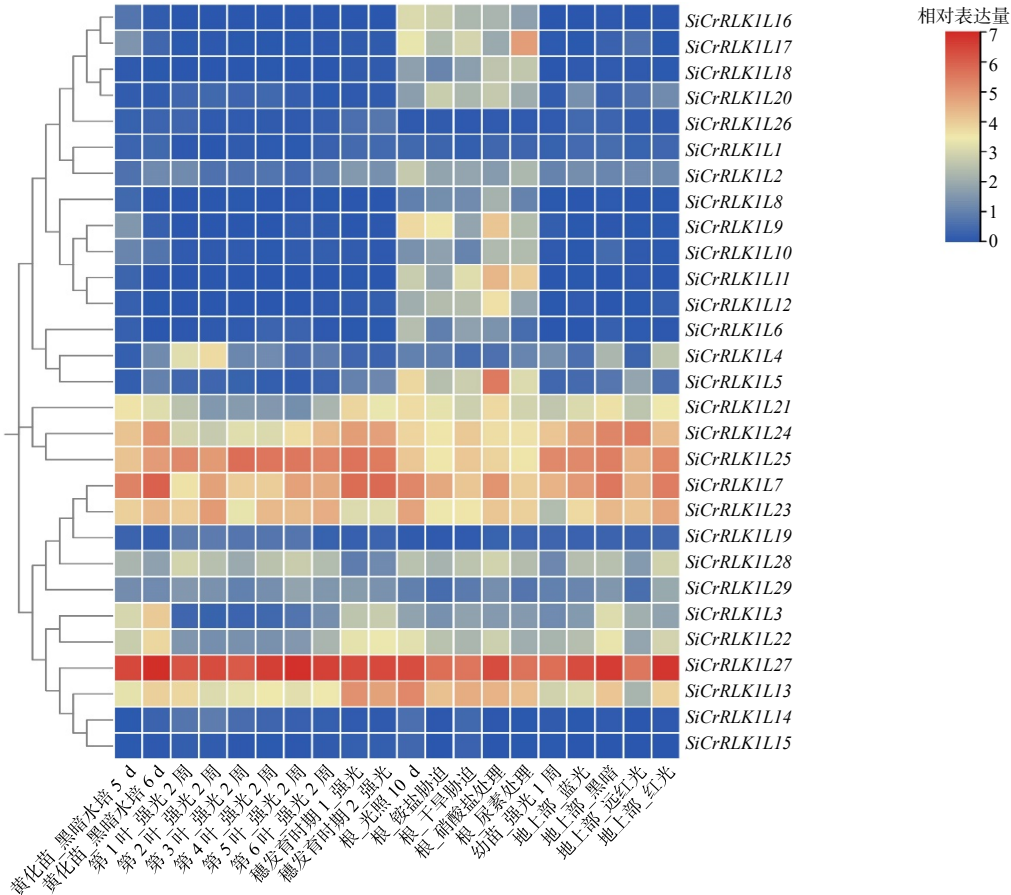 相对表达量
7
6
5
4
3
2
1
0
SiCrRLK1L16
SiCrRLK1L17
SiCrRLK1L18
SiCrRLK1L20
SiCrRLK1L26
SiCrRLK1L1
SiCrRLK1L2
SiCrRLK1L8
SiCrRLK1L9
SiCrRLK1L10
SiCrRLK1L11
SiCrRLK1L12
SiCrRLK1L6
SiCrRLK1L4
SiCrRLK1L5
SiCrRLK1L21
SiCrRLK1L24
SiCrRLK1L25
SiCrRLK1L7
SiCrRLK1L23
SiCrRLK1L19
SiCrRLK1L28
SiCrRLK1L29
SiCrRLK1L3
SiCrRLK1L22
SiCrRLK1L27
SiCrRLK1L13
SiCrRLK1L14
SiCrRLK1L15
黄化苗_黑暗水培 5 d
黄化苗_黑暗水培 6 d
第 1 叶_强光 2 周
第 2 叶_强光 2 周
第 3 叶_强光 2 周
第 4 叶_强光 2 周
第 5 叶_强光 2 周
第 6 叶_强光 2 周
穗发育时期 1_强光
穗发育时期 2_强光
根_光照 10 d
根_铵盐胁迫
根_干旱胁迫
根_硝酸盐处理
根_尿素处理
幼苗_强光 1 周
地上部_蓝光
地上部_黑暗
地上部_远红光
地上部_红光